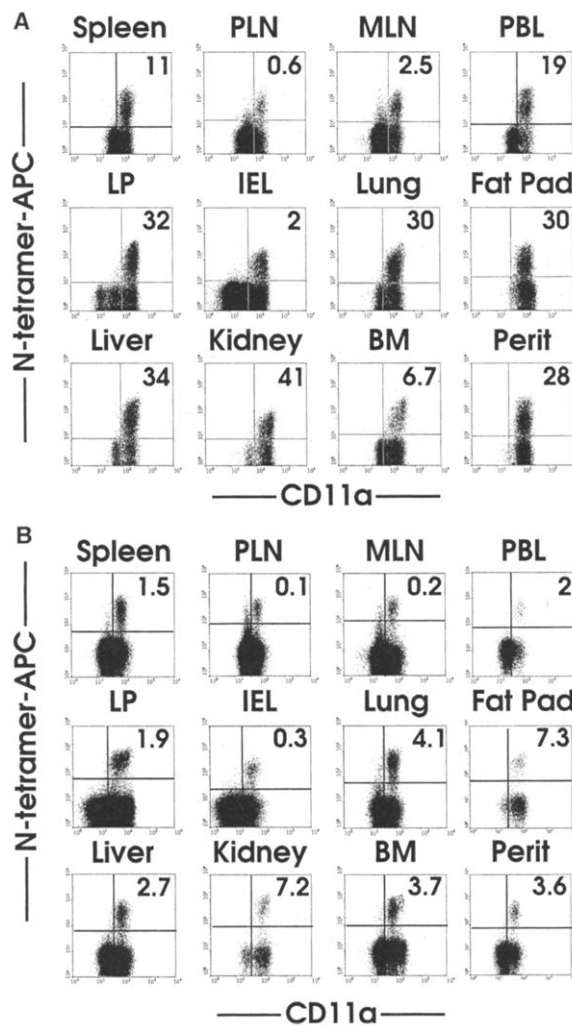 A
Spleen PLN MLN PBL
11 0.6 2.5 19
LP IEL Lung Fat Pad
32 2 30 30
Liver Kidney BM Perit
34 41 6.7 28
N-tetramer-APC
CD11a
B
Spleen PLN MLN PBL
1.5 0.1 0.2 2
LP IEL Lung Fat Pad
1.9 0.3 4.1 7.3
Liver Kidney BM Perit
2.7 7.2 3.7 3.6
N-tetramer-APC
CD11a